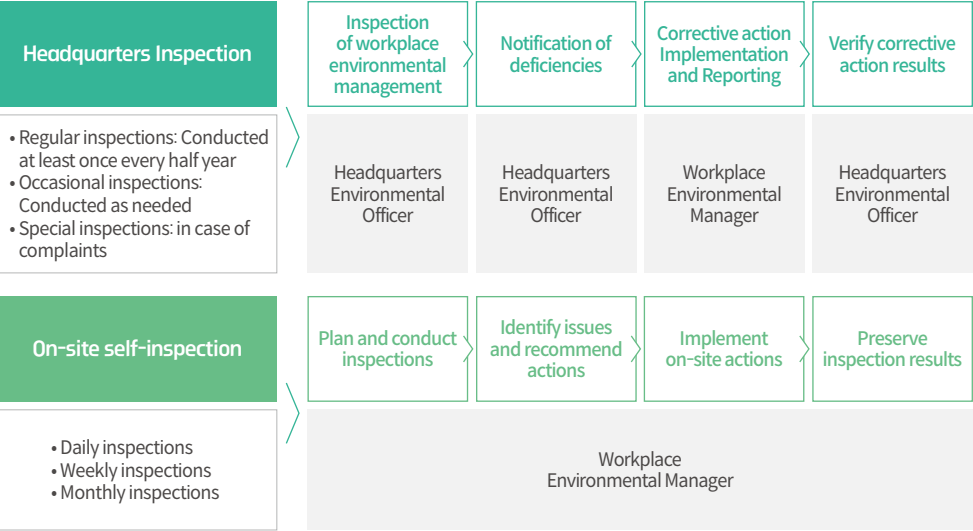 Headquarters Inspection
• Regular inspections: Conducted
at least once every half year
• Occasional inspections:
Conducted as needed
• Special inspections: in case of
complaints
Inspection
of workplace
environmental
management
Notification of
deficiencies
Corrective action
Implementation
and Reporting
Verify corrective
action results
Headquarters
Environmental
Officer
Headquarters
Environmental
Officer
Workplace
Environmental
Manager
Headquarters
Environmental
Officer
On-site self-inspection
• Daily inspections
• Weekly inspections
• Monthly inspections
Plan and conduct
inspections
Identify issues
and recommend
actions
Implement
on-site actions
Preserve
inspection results
Workplace
Environmental Manager